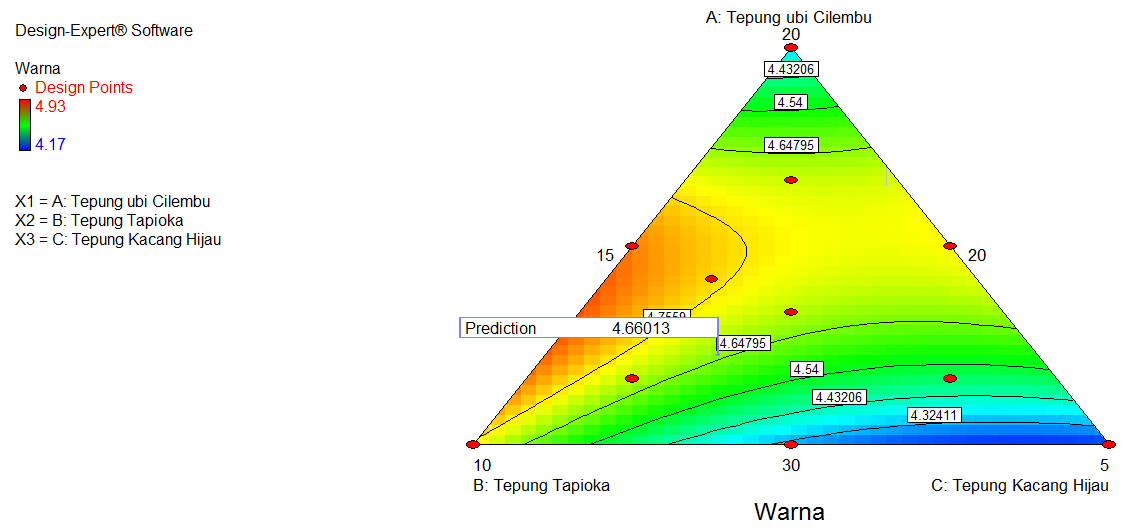 Design-Expert® Software
Warna
Design Points
4.93
4.17
X1 = A: Tepung ubi Cilembu
X2 = B: Tepung Tapioka
X3 = C: Tepung Kacang Hijau
A: Tepung ubi Cilembu
20
4.43206
4.54
4.64795
15
20
4.7559
Prediction 4.66013
4.64795
4.54
4.43206
4.32411
10
30
5
B: Tepung Tapioka
C: Tepung Kacang Hijau
Warna